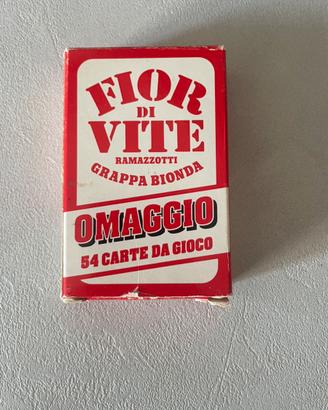 FIOR
DI
VITE
RAMAZZOTTI
GRAPPA BIONDA
OMAGGIO
54 CARTE DA GIOCO